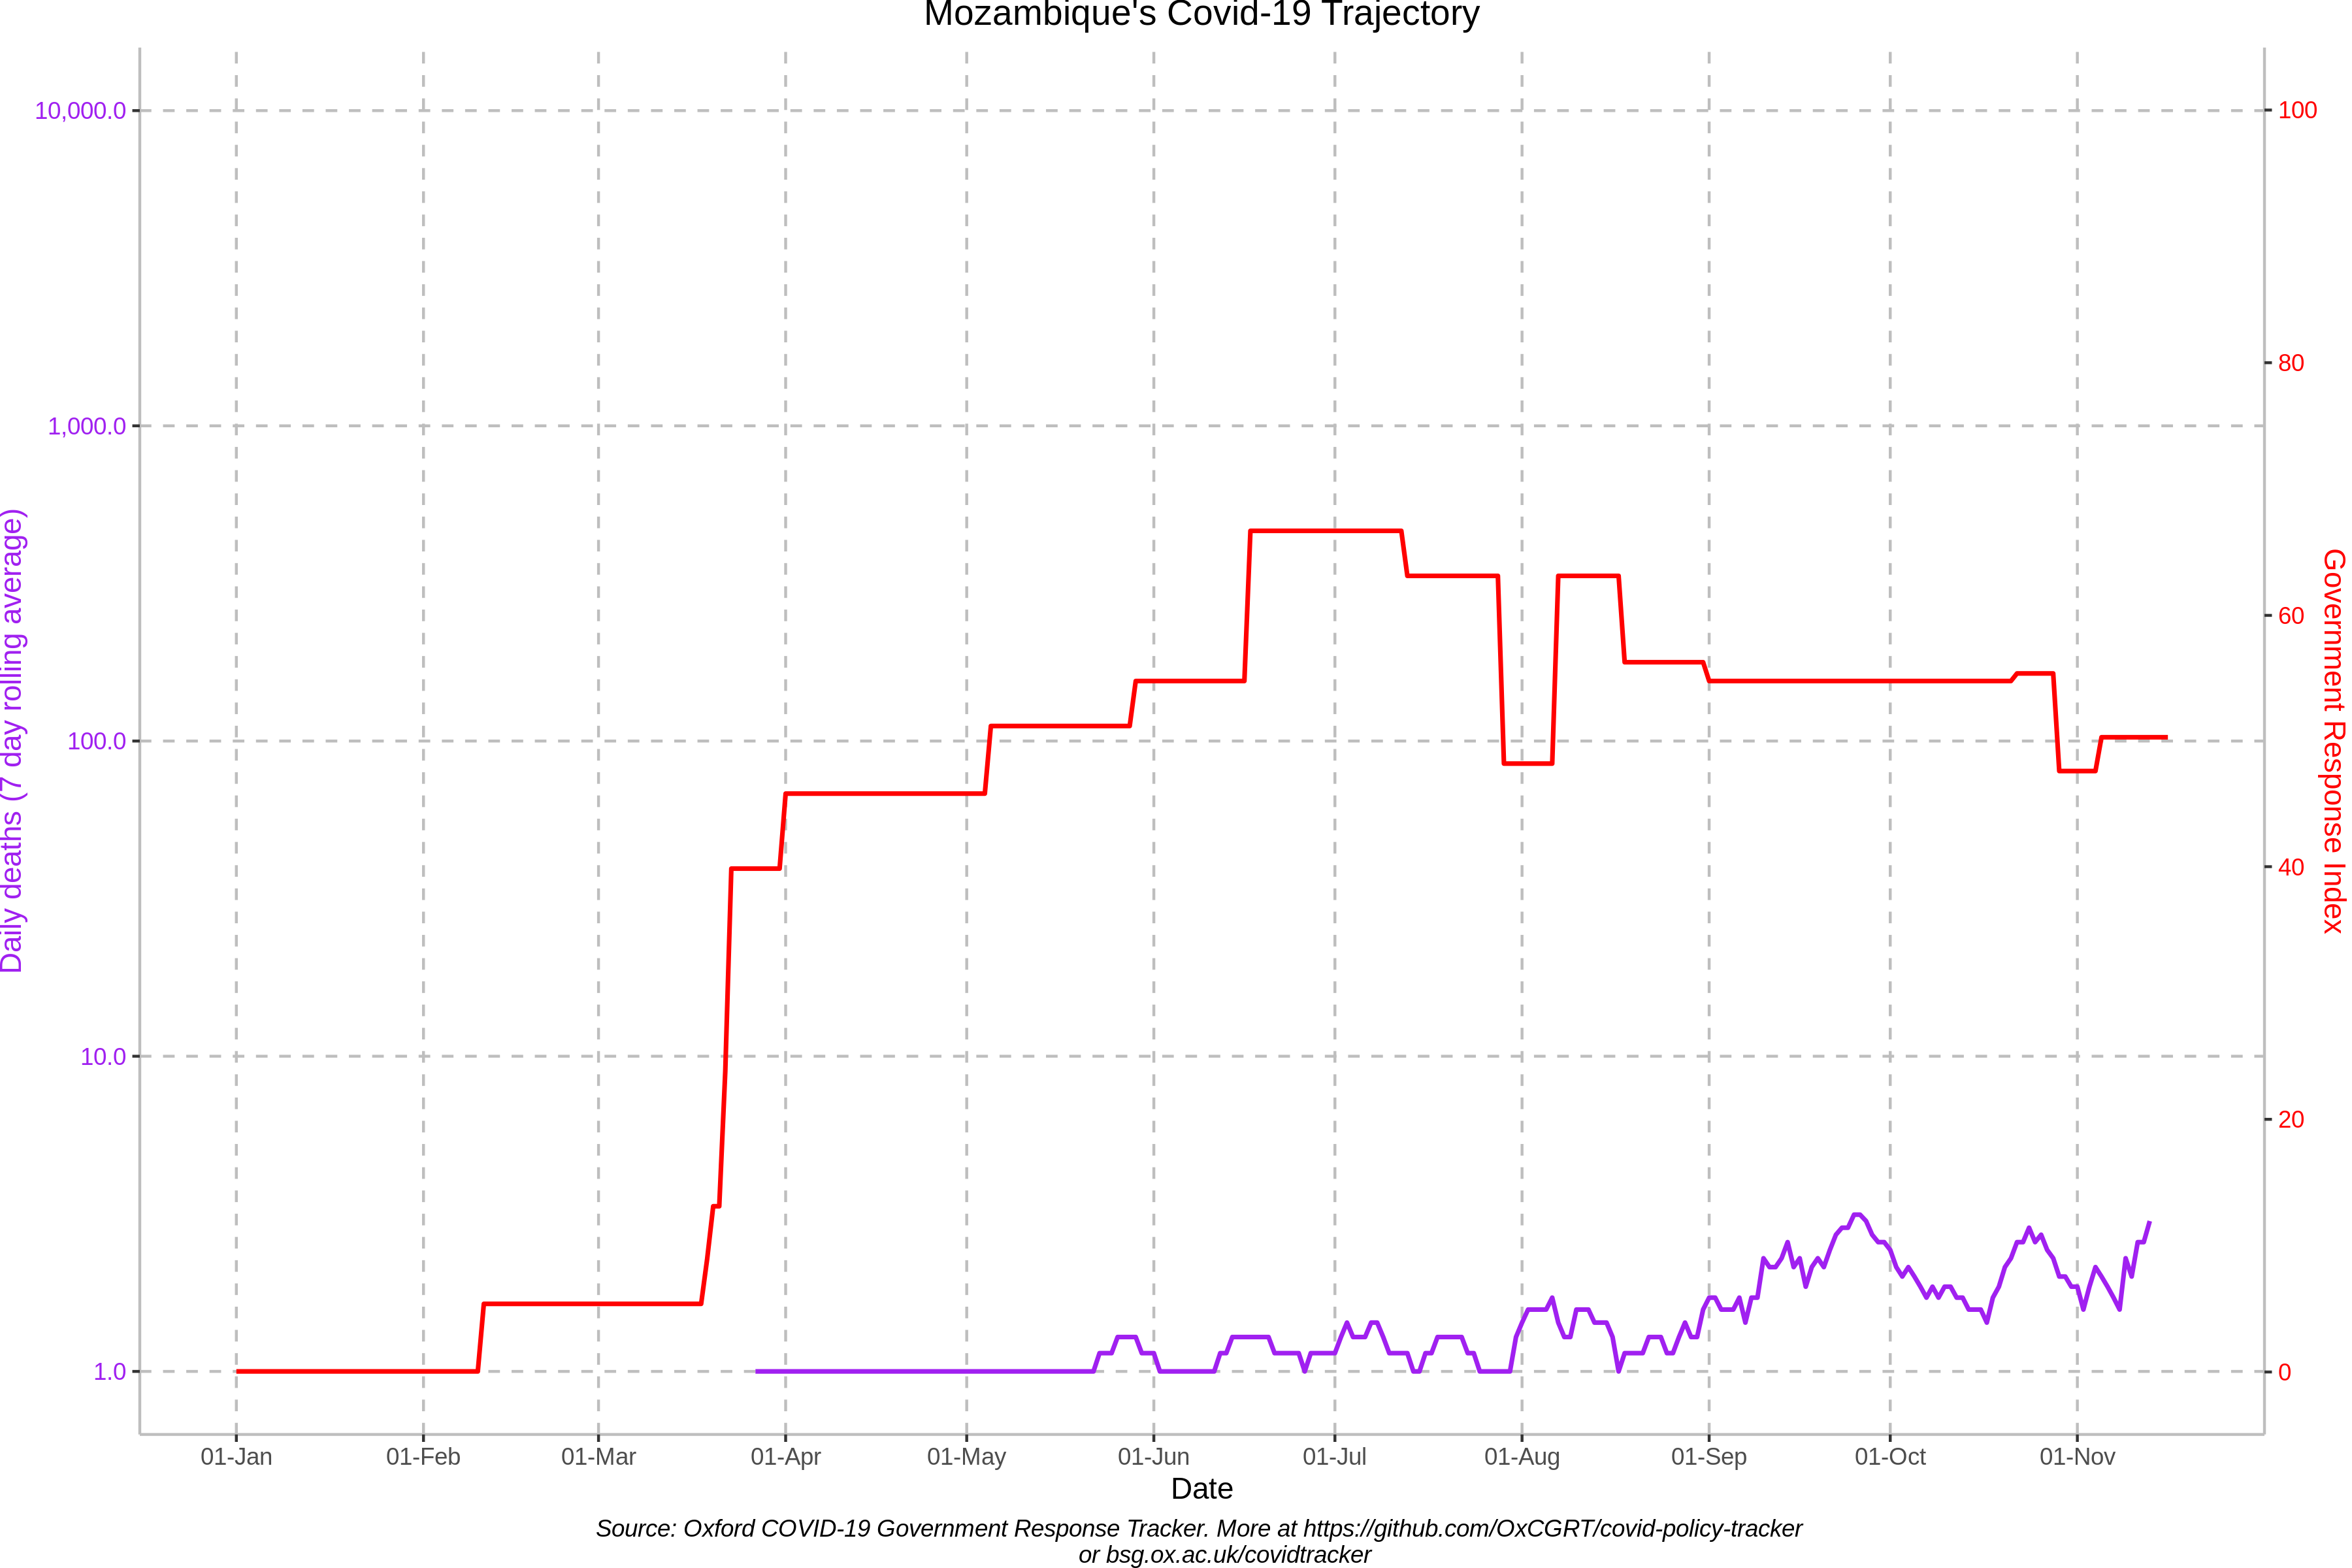 Mozambique's Covid-19 Trajectory
10,000.0
1,000.0
100.0
10.0
1.0
Daily deaths (7 day rolling average)
100
80
60
40
20
0
Government Response Index
01-Jan
01-Feb
01-Mar
01-Apr
01-May
01-Jun
01-Jul
01-Aug
01-Sep
01-Oct
01-Nov
Date
Source: Oxford COVID-19 Government Response Tracker. More at https://github.com/OxCGRT/covid-policy-tracker
or bsg.ox.ac.uk/covidtracker